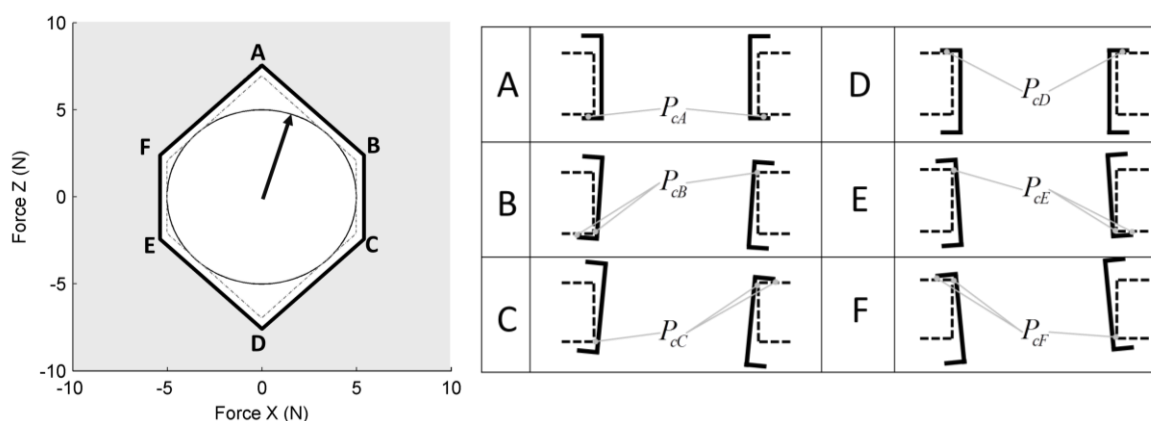 10
5
0
-5
-10
-10 -5 0 5 10
Force Z (N)
Force X (N)
A
B
C
D
E
F
A
PcA
D
PcD
B
PcB
E
PcE
C
PcC
F
PcF